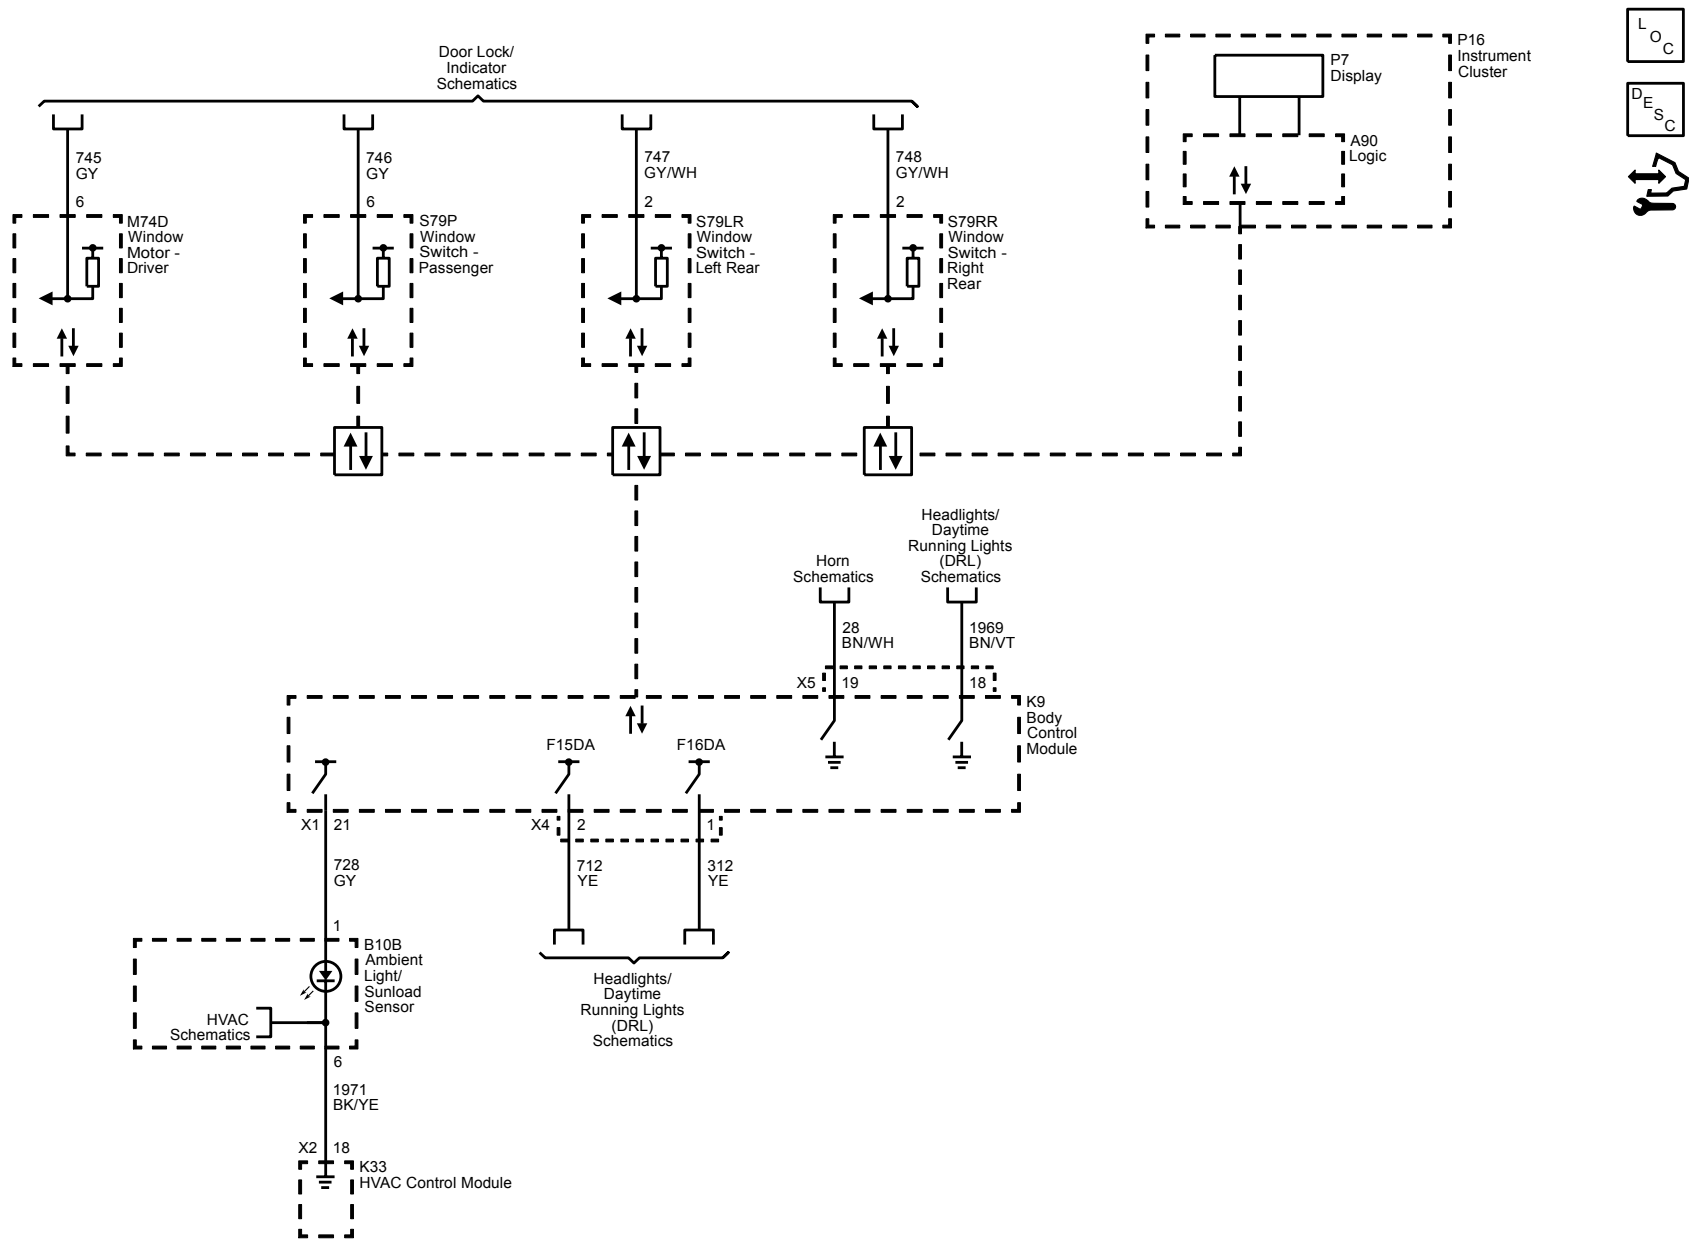 Door Lock/
Indicator
Schematics
P16
Instrument
Cluster
P7
Display
A90
Logic
L
O
C
D
E
S
C
745
GY
746
GY
747
GY/WH
748
GY/WH
6
6
2
2
M74D
Window
Motor -
Driver
S79P
Window
Switch -
Passenger
S79LR
Window
Switch -
Left Rear
S79RR
Window
Switch -
Right
Rear
Horn
Schematics
Headlights/
Daytime
Running Lights
(DRL)
Schematics
28
BN/WH
1969
BN/VT
X5
19
18
K9
Body
Control
Module
F15DA
F16DA
X1
21
X4
2
1
728
GY
712
YE
312
YE
1
B10B
Ambient
Light/
Sunload
Sensor
HVAC
Schematics
Headlights/
Daytime
Running Lights
(DRL)
Schematics
6
1971
BK/YE
X2
18
K33
HVAC Control Module